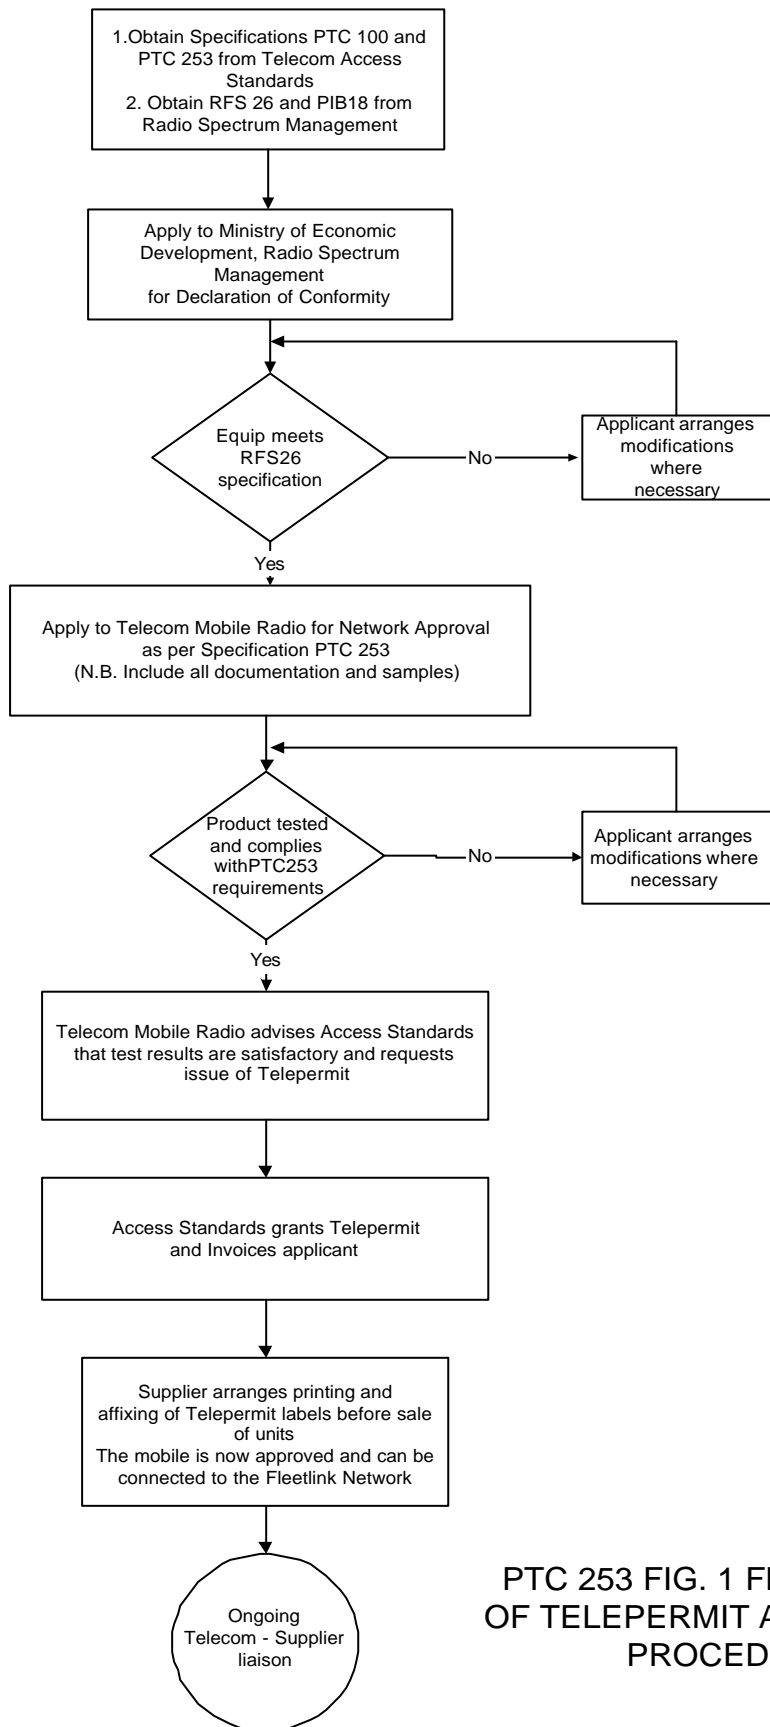 1.Obtain Specifications PTC 100 and
PTC 253 from Telecom Access
Standards
2. Obtain RFS 26 and PIB18 from
Radio Spectrum Management
Apply to Ministry of Economic
Development, Radio Spectrum
Management
for Declaration of Conformity
Equip meets
RFS26
specification
No
Applicant arranges
modifications
where
necessary
Yes
Apply to Telecom Mobile Radio for Network Approval
as per Specification PTC 253
(N.B. Include all documentation and samples)
Product tested
and complies
withPTC253
requirements
No
Applicant arranges
modifications where
necessary
Yes
Telecom Mobile Radio advises Access Standards
that test results are satisfactory and requests
issue of Telepermit
Access Standards grants Telepermit
and Invoices applicant
Supplier arranges printing and
affixing of Telepermit labels before sale
of units
The mobile is now approved and can be
connected to the Fleetlink Network
Ongoing
Telecom - Supplier
liaison
PTC 253 FIG. 1
OF TELEPERMIT
PROCED